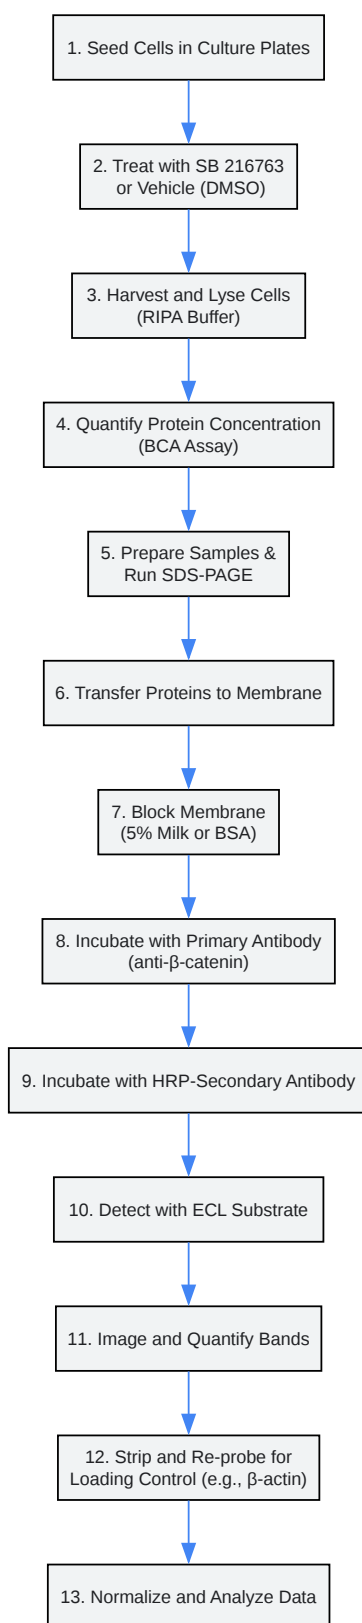 1. Seed Cells in Culture Plates
2. Treat with SB 216763
or Vehicle (DMSO)
3. Harvest and Lyse Cells
(RIPA Buffer)
4. Quantify Protein Concentration
(BCA Assay)
5. Prepare Samples &
Run SDS-PAGE
6. Transfer Proteins to Membrane
7. Block Membrane
(5% Milk or BSA)
8. Incubate with Primary Antibody
(anti-β-catenin)
9. Incubate with HRP-Secondary Antibody
10. Detect with ECL Substrate
11. Image and Quantify Bands
12. Strip and Re-probe for
Loading Control (e.g., β-actin)
13. Normalize and Analyze Data